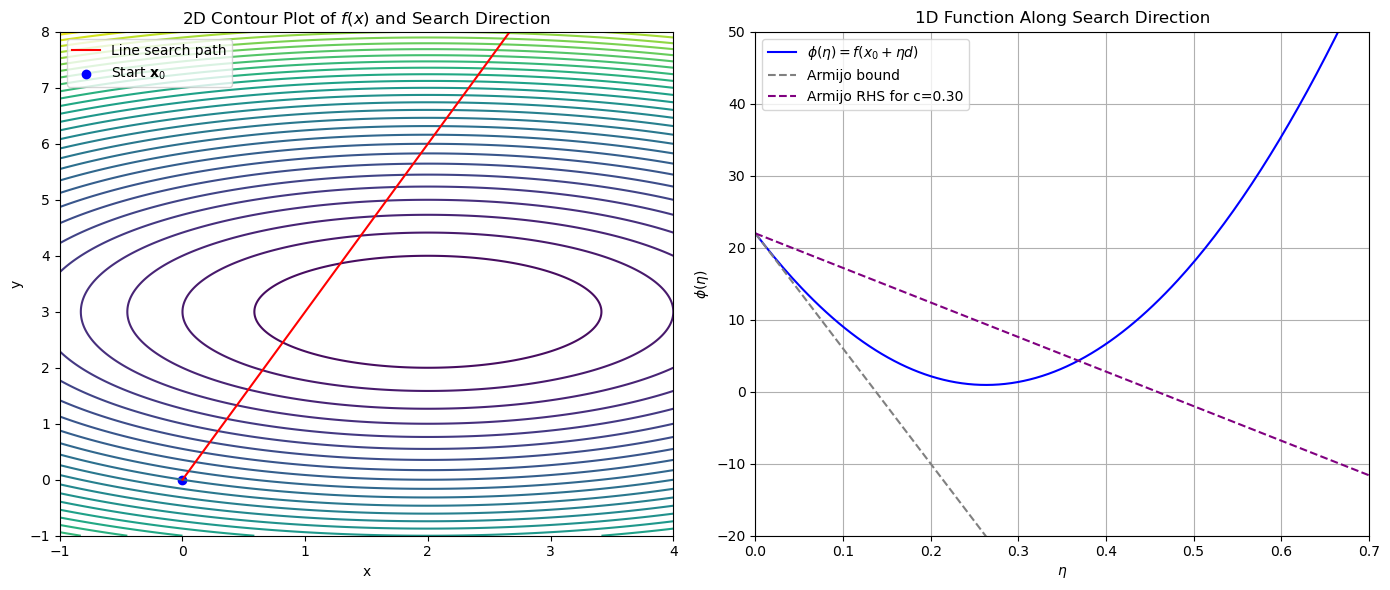 2D Contour Plot of f(x) and Search Direction
Line search path
Start x₀
8
7
6
5
4
3
2
1
0
−1
y
−1
0
1
2
3
4
x
1D Function Along Search Direction
ϕ(η) = f(x₀ + ηd)
Armijo bound
Armijo RHS for c=0.30
50
40
30
20
10
0
−10
−20
ϕ(η)
0.0
0.1
0.2
0.3
0.4
0.5
0.6
0.7
η